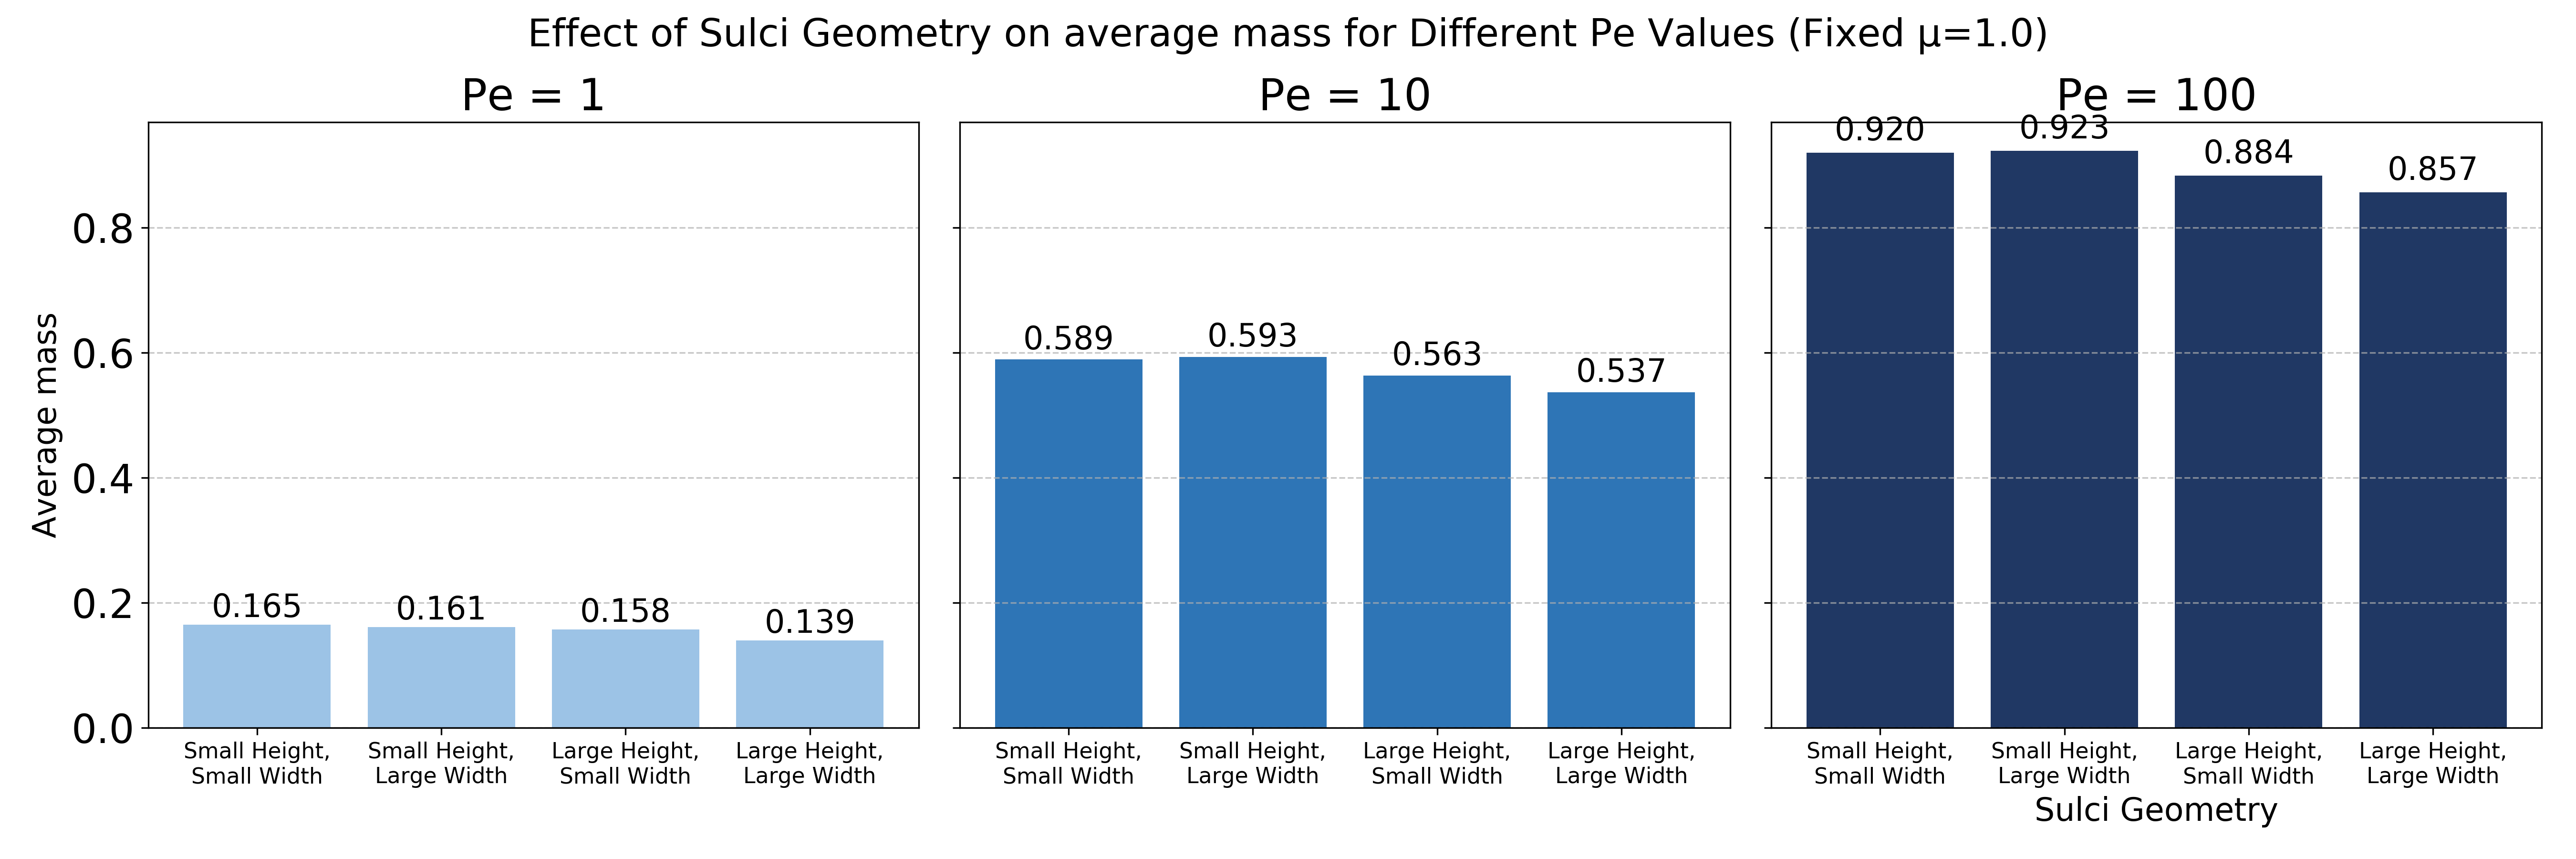 Effect of Sulci Geometry on average mass for Different Pe Values (Fixed μ=1.0)
Pe = 1
Pe = 10
Pe = 100
Average mass
0.8
0.6
0.4
0.2
0.0
0.165
0.161
0.158
0.139
Small Height,
Small Width
Small Height,
Large Width
Large Height,
Small Width
Large Height,
Large Width
0.589
0.593
0.563
0.537
Small Height,
Small Width
Small Height,
Large Width
Large Height,
Small Width
Large Height,
Large Width
0.920
0.923
0.884
0.857
Small Height,
Small Width
Small Height,
Large Width
Large Height,
Small Width
Large Height,
Large Width
Sulci Geometry